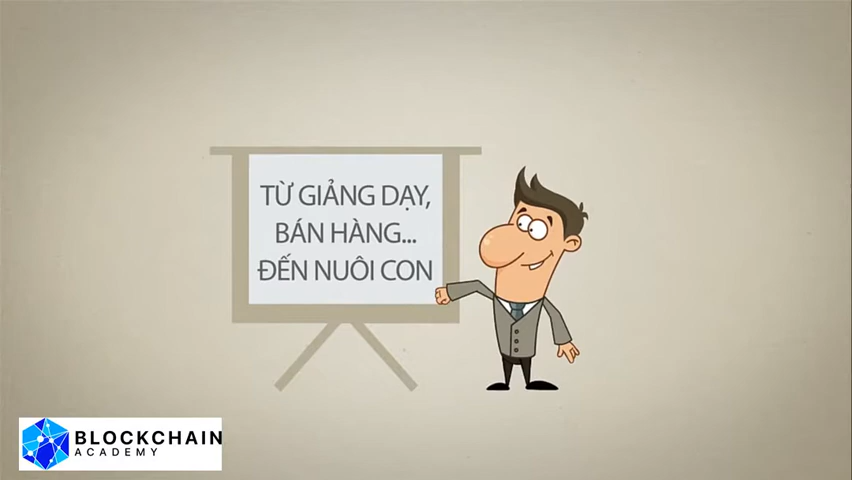 TỪ GIẢNG DẠY,
BÁN HÀNG...
ĐẾN NUÔI CON
BLOCKCHAIN
ACADEMY